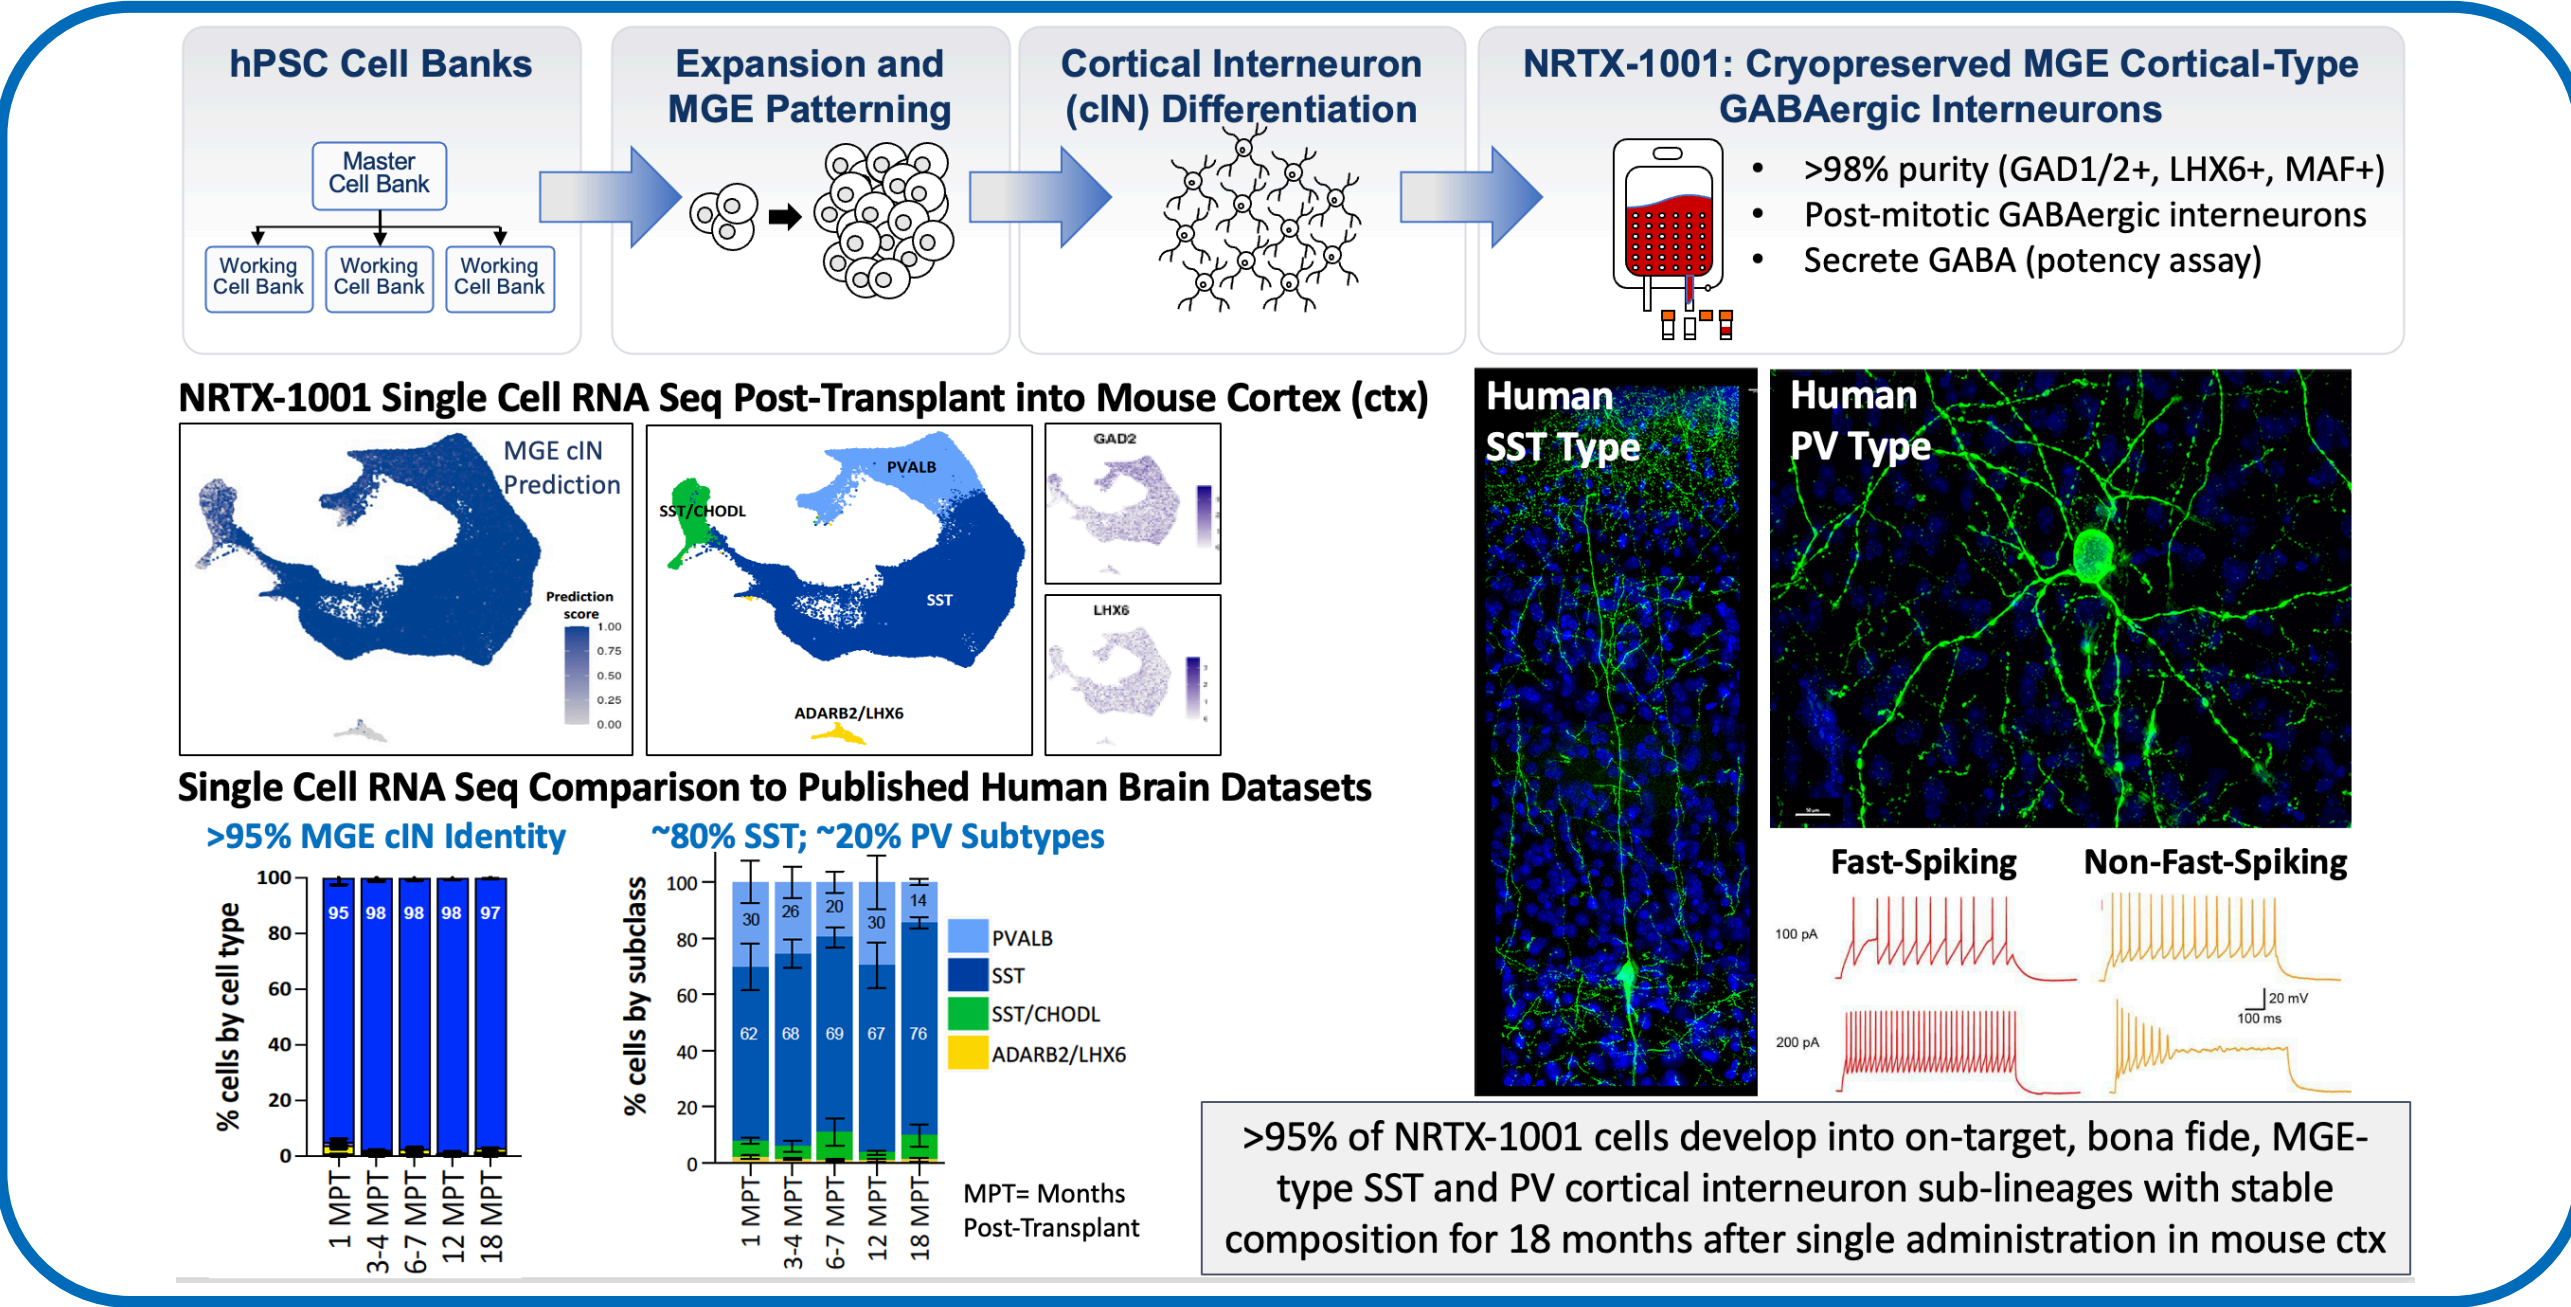 hPSC Cell Banks
Master
Cell Bank
Working
Cell Bank
Working
Cell Bank
Working
Cell Bank
Expansion and
MGE Patterning
Cortical Interneuron
(cIN) Differentiation
NRTX-1001: Cryopreserved MGE Cortical-Type
GABAergic Interneurons
• >98% purity (GAD1/2+, LHX6+, MAF+)
• Post-mitotic GABAergic interneurons
• Secrete GABA (potency assay)
NRTX-1001 Single Cell RNA Seq Post-Transplant into Mouse Cortex (ctx)
MGE cIN
Prediction
Prediction
score
1.00
0.75
0.50
0.25
0.00
PVALB
SST/CHODL
SST
ADARB2/LHX6
GAD2
LHX6
3
2
1
Human
SST Type
Human
PV Type
Single Cell RNA Seq Comparison to Published Human Brain Datasets
>95% MGE cIN Identity
% cells by cell type
100
80
60
40
20
0
95 98 98 98 97
1 MPT
3-4 MPT
6-7 MPT
12 MPT
18 MPT
~80% SST; ~20% PV Subtypes
% cells by subclass
100
80
60
40
20
0
30 26 20 30 14
62 68 69 67 76
1 MPT
3-4 MPT
6-7 MPT
12 MPT
18 MPT
PVALB
SST
SST/CHODL
ADARB2/LHX6
MPT= Months
Post-Transplant
Fast-Spiking
Non-Fast-Spiking
100 pA
200 pA
20 mV
100 ms
>95% of NRTX-1001 cells develop into on-target, bona fide, MGE-
type SST and PV cortical interneuron sub-lineages with stable
composition for 18 months after single administration in mouse ctx